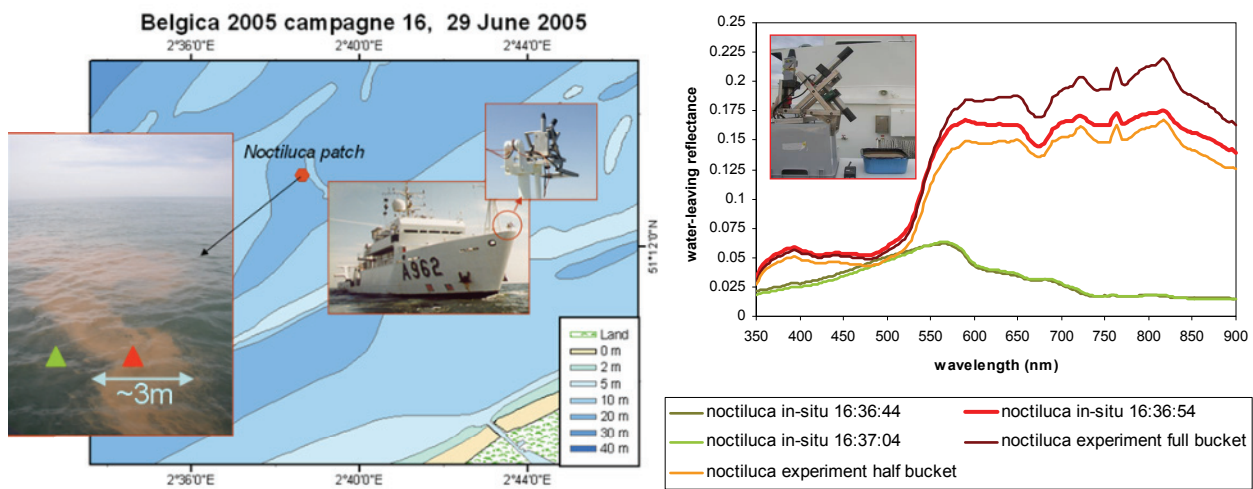 Belgica 2005 campagne 16, 29 June 2005
2°36'0"E 2°40'0"E 2°44'0"E
Noctiluca patch
A962
~3m
51°12'0"N
Land
0 m
2 m
5 m
10 m
20 m
30 m
40 m
2°36'0"E 2°40'0"E 2°44'0"E
water-leaving reflectance
0.25
0.225
0.2
0.175
0.15
0.125
0.1
0.075
0.05
0.025
0
350 400 450 500 550 600 650 700 750 800 850 900
wavelength (nm)
noctiluca in-situ 16:36:44
noctiluca in-situ 16:36:54
noctiluca in-situ 16:37:04
noctiluca experiment full bucket
noctiluca experiment half bucket